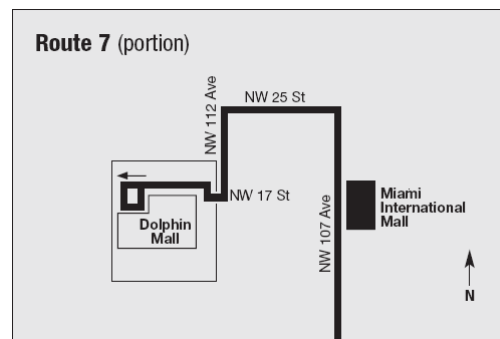 Route 7 (portion)
NW 112 Ave
NW 25 St
NW 17 St
Dolphin
Mall
NW 107 Ave
Miami
International
Mall
N